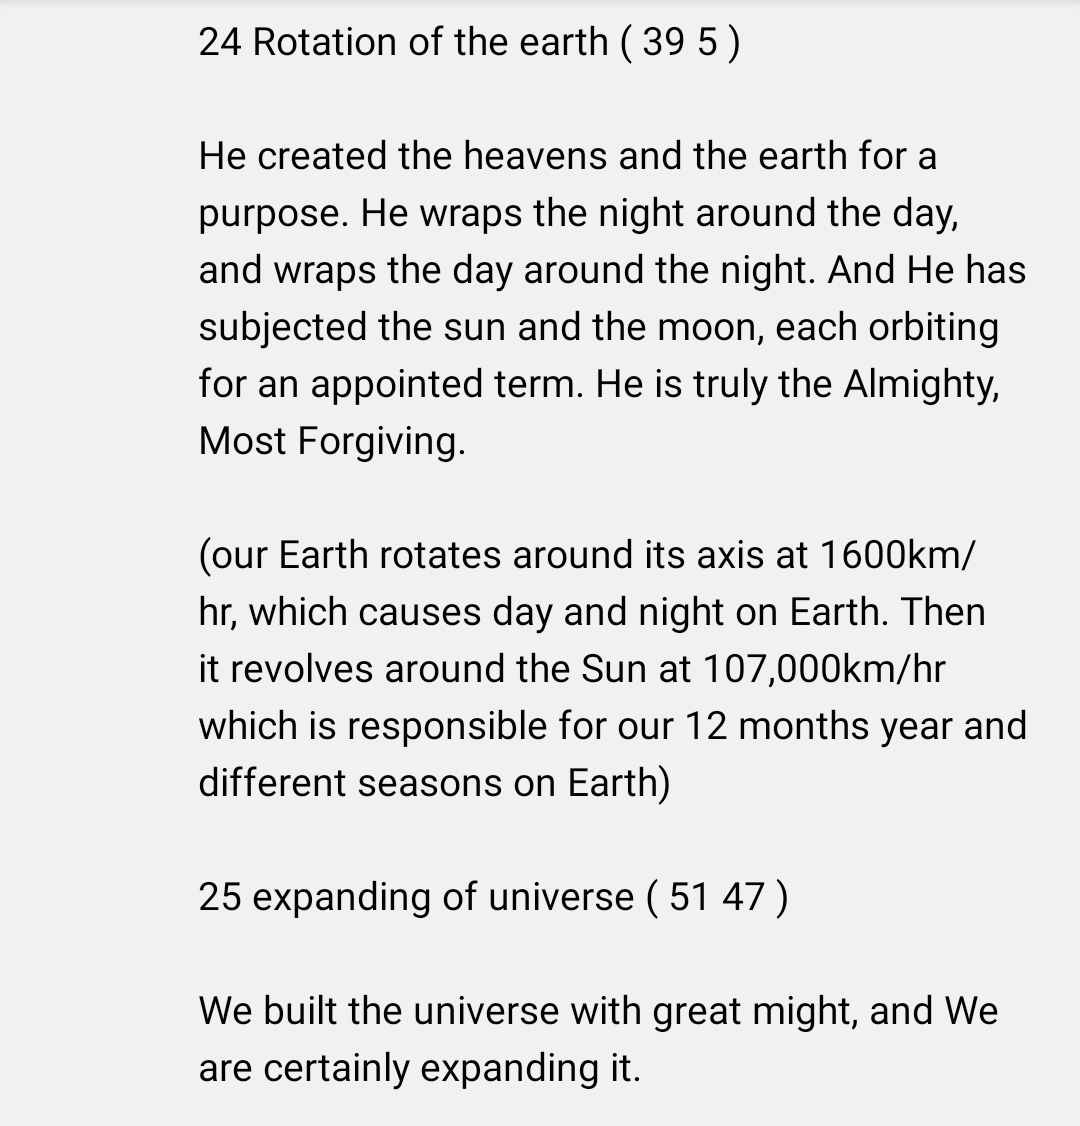 24 Rotation of the earth ( 39 5 )
He created the heavens and the earth for a
purpose. He wraps the night around the day,
and wraps the day around the night. And He has
subjected the sun and the moon, each orbiting
for an appointed term. He is truly the Almighty,
Most Forgiving.
(our Earth rotates around its axis at 1600km/
hr, which causes day and night on Earth. Then
it revolves around the Sun at 107,000km/hr
which is responsible for our 12 months year and
different seasons on Earth)
25 expanding of universe ( 51 47 )
We built the universe with great might, and We
are certainly expanding it.